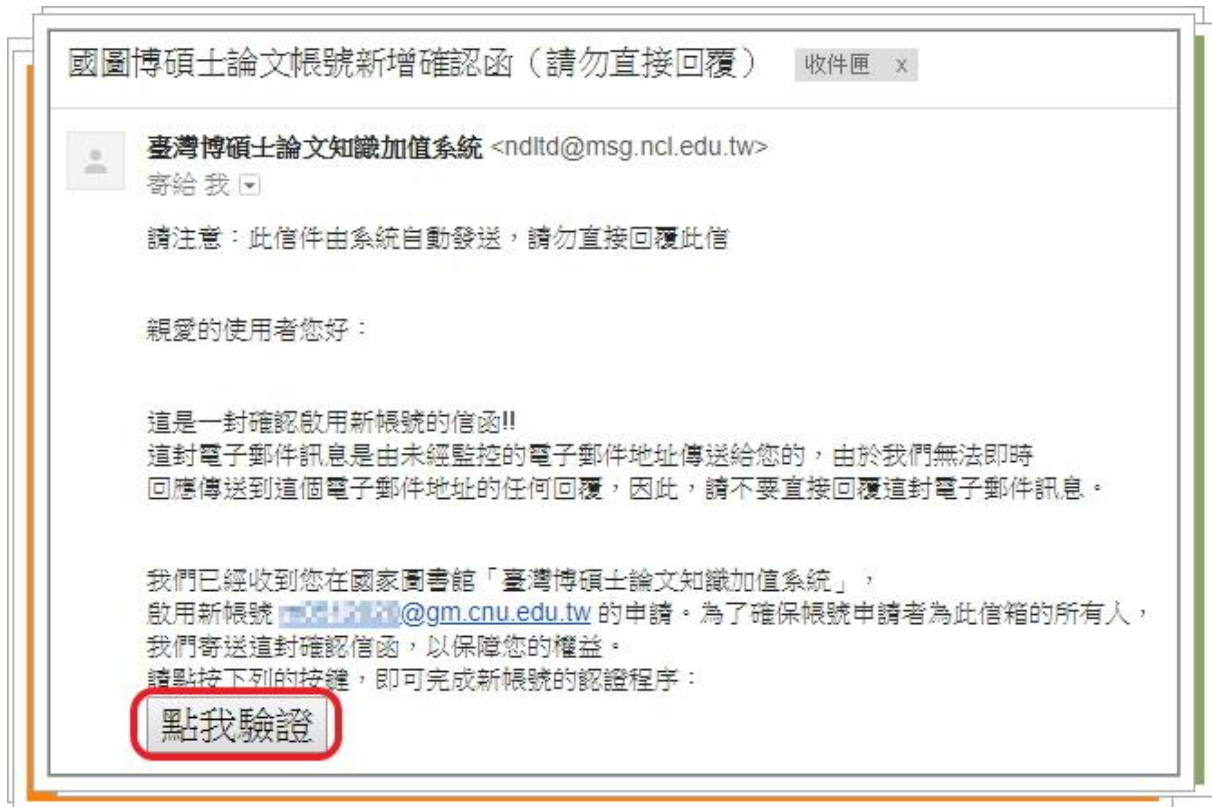 國圖博碩士論文帳號新增確認函（請勿直接回覆） 收件匣 x
臺灣博碩士論文知識加值系統 <ndltd@msg.ncl.edu.tw>
寄給 我
請注意：此信件由系統自動發送，請勿直接回覆此信
親愛的使用者您好：
這是一封確認啟用新帳號的信函!!
這封電子郵件訊息是由未經監控的電子郵件地址傳送給您的，由於我們無法即時
回應傳送到這個電子郵件地址的任何回覆，因此，請不要直接回覆這封電子郵件訊息。
我們已經收到您在國家圖書館「臺灣博碩士論文知識加值系統」，
啟用新帳號 @gm.cnu.edu.tw 的申請。為了確保帳號申請者為此信箱的所有人，
我們寄送這封確認信函，以保障您的權益。
請點按下列的按鍵，即可完成新帳號的認證程序：
點我驗證